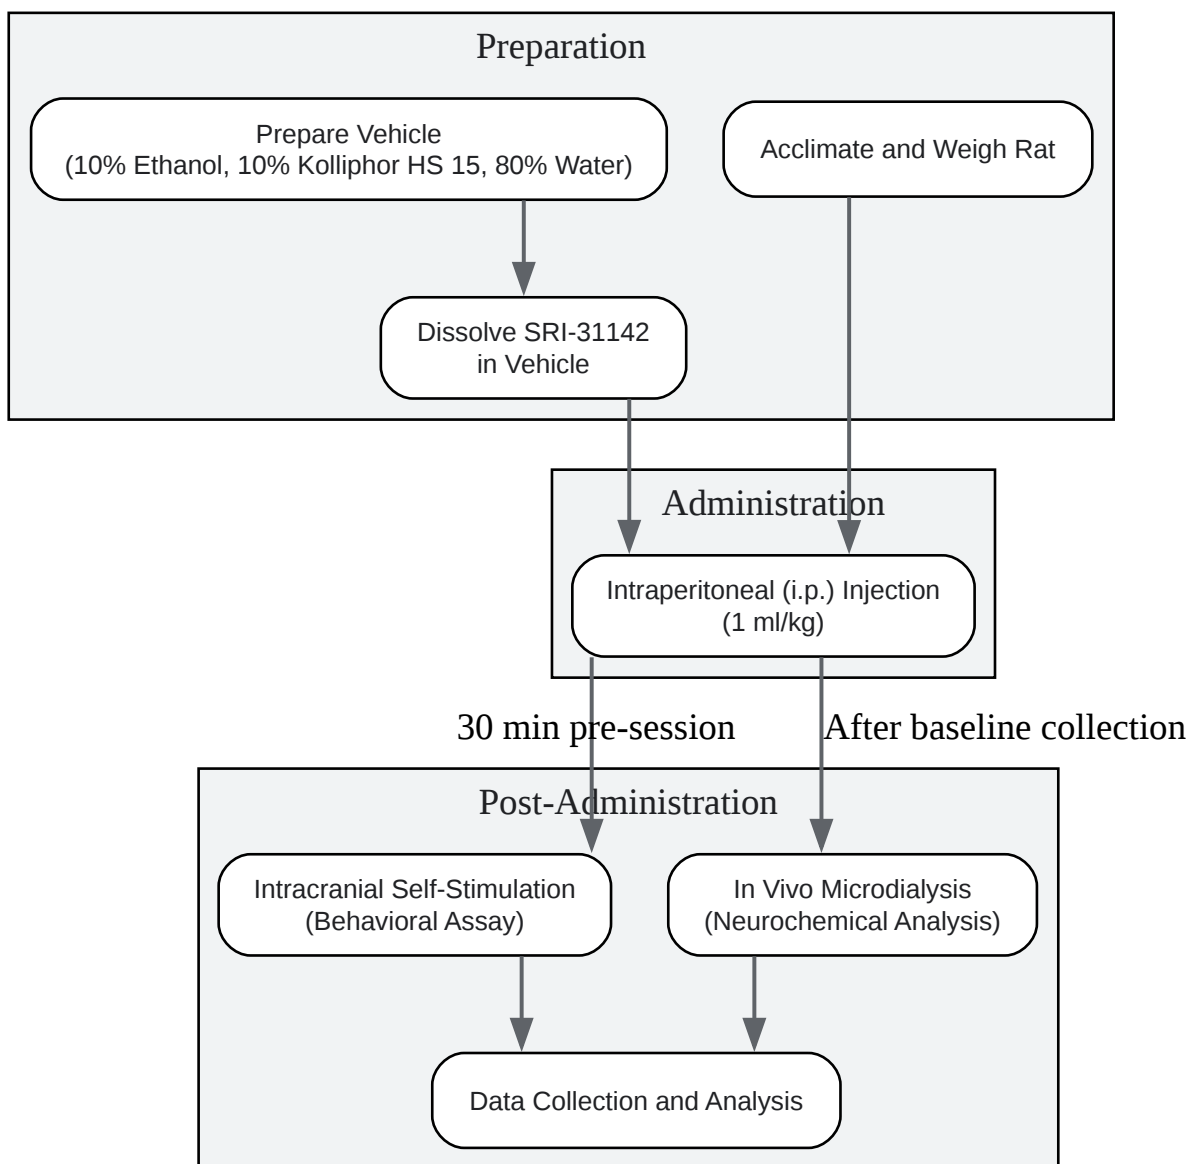 Preparation
Prepare Vehicle
(10% Ethanol, 10% Kolliphor HS 15, 80% Water)
Acclimate and Weigh Rat
Dissolve SRI-31142
in Vehicle
Administration
Intraperitoneal (i.p.) Injection
(1 ml/kg)
30 min pre-session
After baseline collection
Post-Administration
Intracranial Self-Stimulation
(Behavioral Assay)
In Vivo Microdialysis
(Neurochemical Analysis)
Data Collection and Analysis